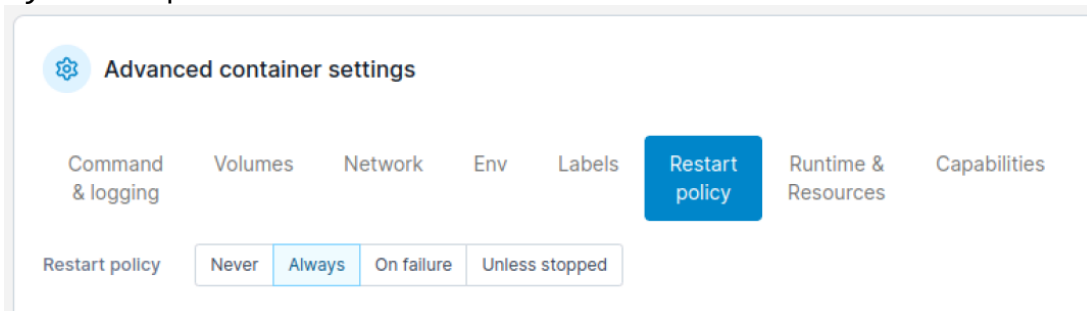 Advanced container settings
Command Volumes Network Env Labels Restart Runtime & Capabilities
& logging policy Resources
Restart policy Never Always On failure Unless stopped